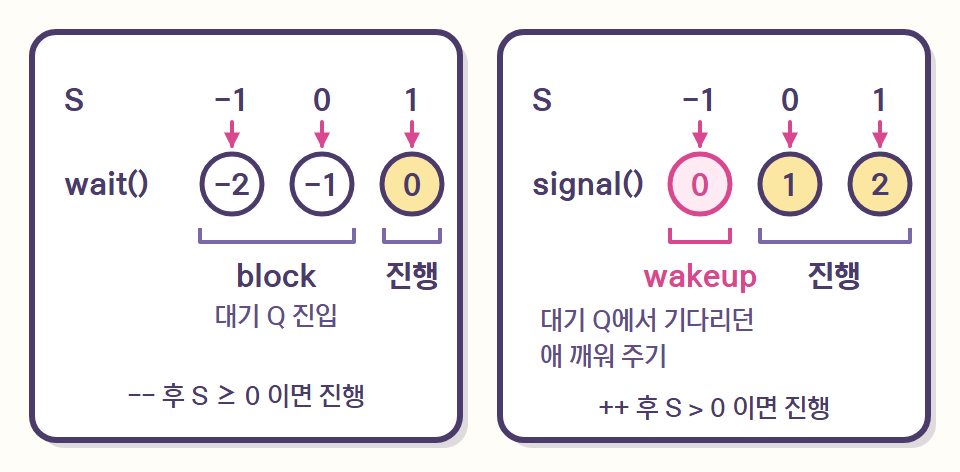 S −1 0 1
wait() −2 −1 0
block 진행
대기 Q 진입
−− 후 S ≥ 0 이면 진행
S −1 0 1
signal() 0 1 2
wakeup 진행
대기 Q에서 기다리던
애 깨워 주기
++ 후 S > 0 이면 진행